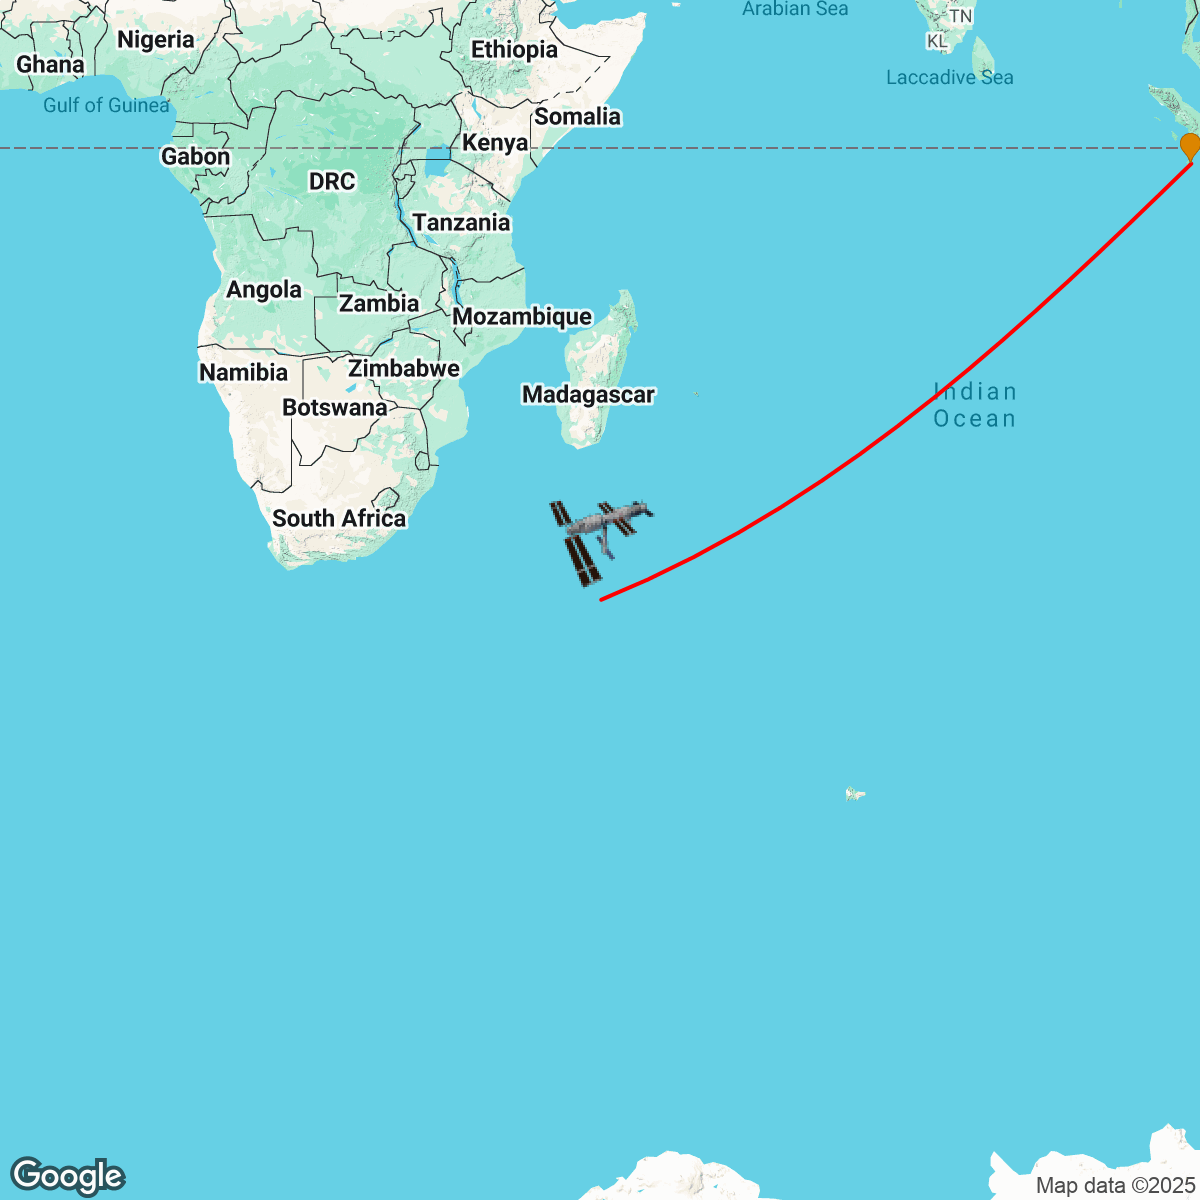 Arabian Sea
TN
KL
Nigeria
Ethiopia
Ghana
Laccadive Sea
Gulf of Guinea
Somalia
Kenya
Gabon
DRC
Tanzania
Angola
Zambia
Mozambique
Namibia
Zimbabwe
Botswana
Madagascar
Indian
Ocean
South Africa
Google
Map data ©2025